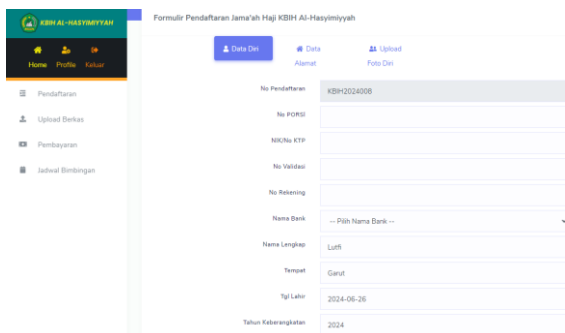 KBIH AL-HASYIMIYYAH
Home Profile Keluar
Pendaftaran
Upload Berkas
Pembayaran
Jadwal Bimbingan
Formulir Pendaftaran Jama'ah Haji KBIH Al-Hasyimiyyah
Data Diri
Data
Alamat
Upload
Foto Diri
No Pendaftaran KBIH2024008
No PORSI
NIK/No KTP
No Validasi
No Rekening
Nama Bank -- Pilih Nama Bank --
Nama Lengkap Lutfi
Tempat Garut
Tgl Lahir 2024-06-26
Tahun Keberangkatan 2024